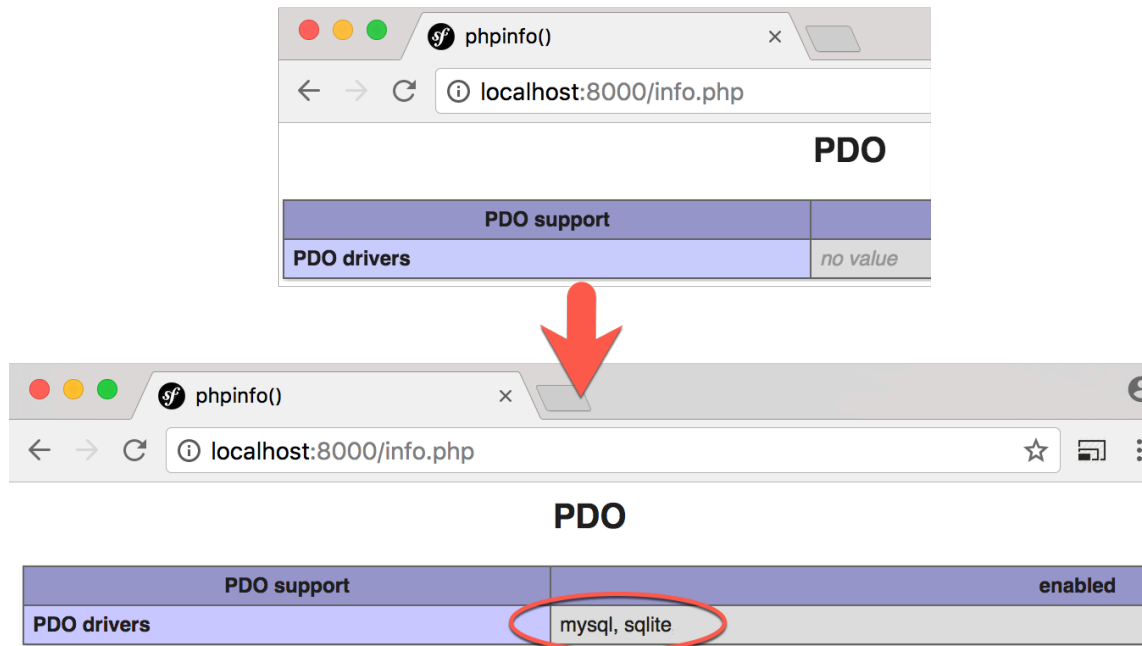 phpinfo()
localhost:8000/info.php
PDO
PDO support
PDO drivers no value
phpinfo()
localhost:8000/info.php
PDO
PDO support enabled
PDO drivers mysql, sqlite